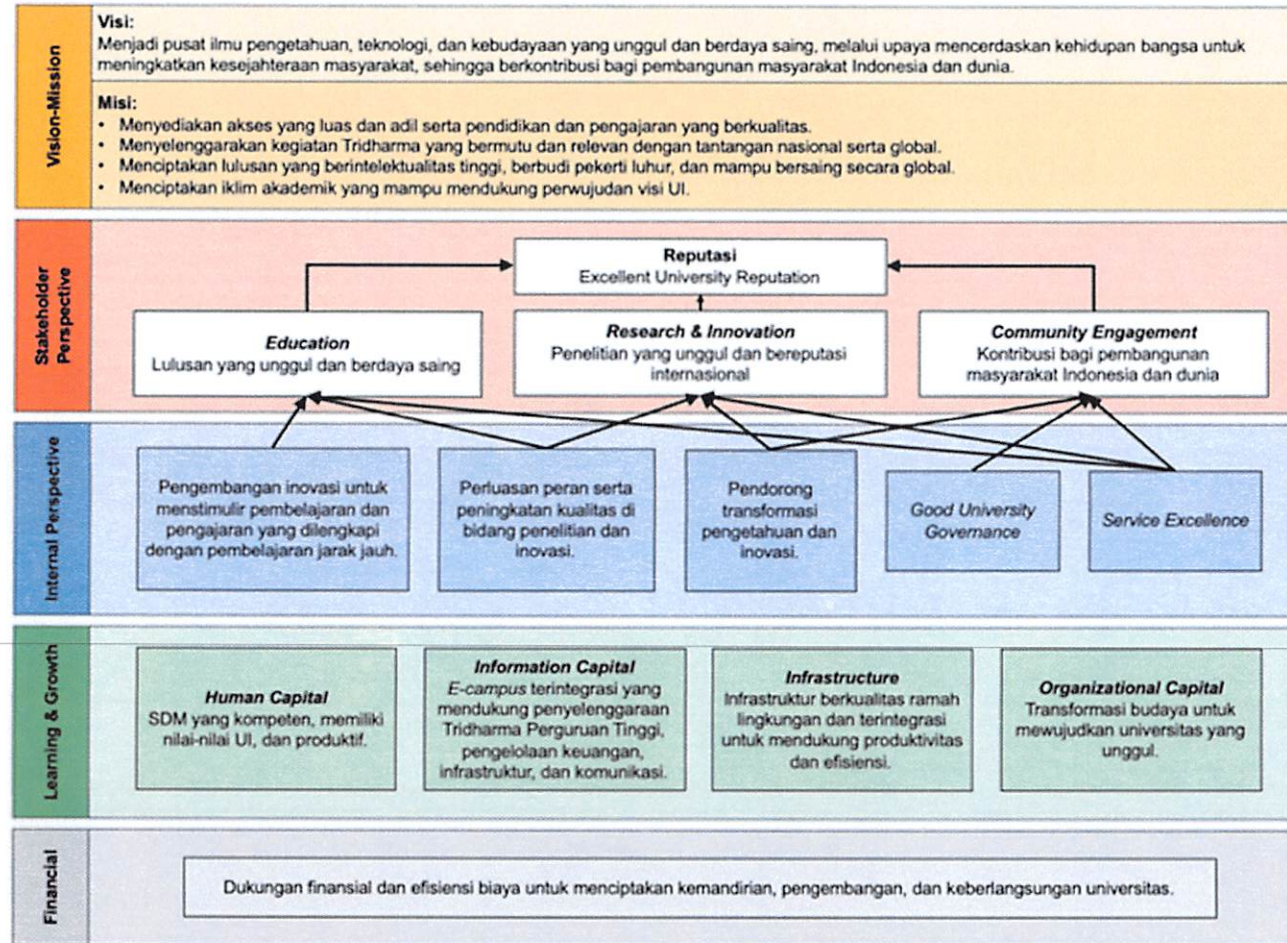 Vision-Mission
Visi:
Menjadi pusat ilmu pengetahuan, teknologi, dan kebudayaan yang unggul dan berdaya saing, melalui upaya mencerdaskan kehidupan bangsa untuk
meningkatkan kesejahteraan masyarakat, sehingga berkontribusi bagi pembangunan masyarakat Indonesia dan dunia.
Misi:
• Menyediakan akses yang luas dan adil serta pendidikan dan pengajaran yang berkualitas.
• Menyelenggarakan kegiatan Tridharma yang bermutu dan relevan dengan tantangan nasional serta global.
• Menciptakan lulusan yang berintelektualitas tinggi, berbudi pekerti luhur, dan mampu bersaing secara global.
• Menciptakan iklim akademik yang mampu mendukung perwujudan visi UI.
Stakeholder
Perspective
Reputasi
Excellent University Reputation
Education
Lulusan yang unggul dan berdaya saing
Research & Innovation
Penelitian yang unggul dan bereputasi
internasional
Community Engagement
Kontribusi bagi pembangunan
masyarakat Indonesia dan dunia
Internal Perspective
Pengembangan inovasi untuk
menstimulir pembelajaran dan
pengajaran yang dilengkapi
dengan pembelajaran jarak jauh.
Perluasan peran serta
peningkatan kualitas di
bidang penelitian dan
inovasi.
Pendorong
transformasi
pengetahuan dan
inovasi.
Good University
Governance
Service Excellence
Learning & Growth
Human Capital
SDM yang kompeten, memiliki
nilai-nilai UI, dan produktif.
Information Capital
E-campus terintegrasi yang
mendukung penyelenggaraan
Tridharma Perguruan Tinggi,
pengelolaan keuangan,
infrastruktur, dan komunikasi.
Infrastructure
Infrastruktur berkualitas ramah
lingkungan dan terintegrasi
untuk mendukung produktivitas
dan efisiensi.
Organizational Capital
Transformasi budaya untuk
mewujudkan universitas yang
unggul.
Financial
Dukungan finansial dan efisiensi biaya untuk menciptakan kemandirian, pengembangan, dan keberlangsungan universitas.